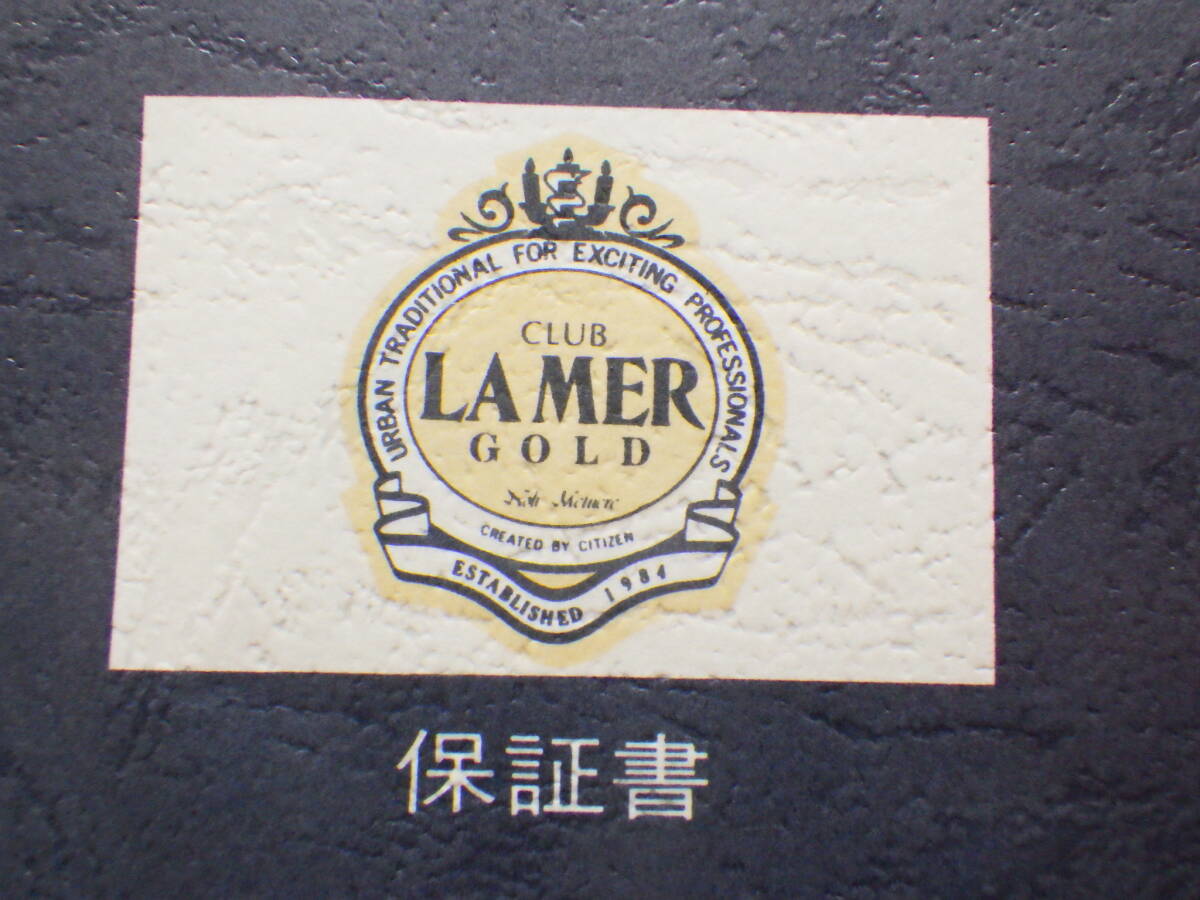 URBAN TRADITIONAL FOR EXCITING PROFESSIONALS
CLUB
LA MER
GOLD
CREATED BY CITIZEN
ESTABLISHED 1984
保証書